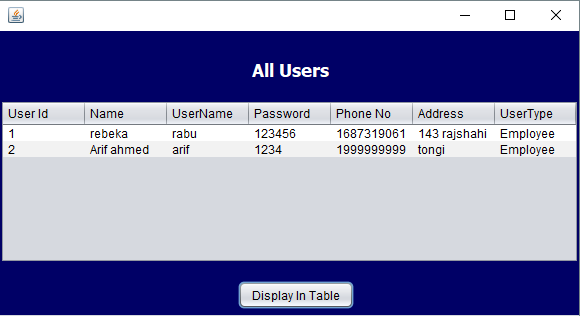 All Users
User Id Name UserName Password Phone No Address UserType
1 rebeka rabu 123456 1687319061 143 rajshahi Employee
2 Arif ahmed arif 1234 1999999999 tongi Employee
Display In Table